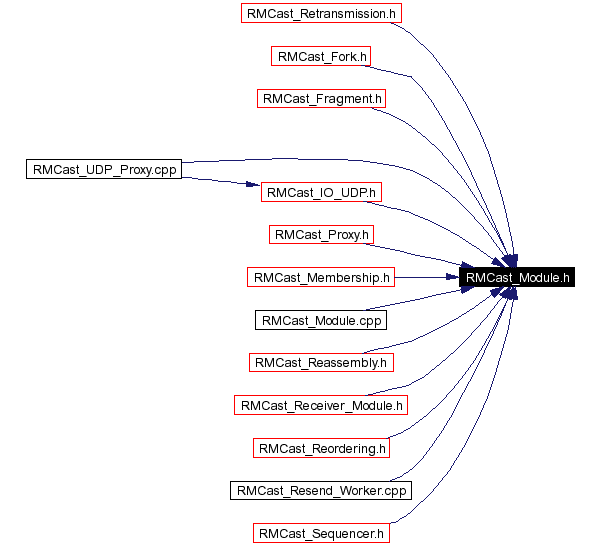 RMCast_Retransmission.h
RMCast_Fork.h
RMCast_Fragment.h
RMCast_UDP_Proxy.cpp
RMCast_IO_UDP.h
RMCast_Proxy.h
RMCast_Membership.h
RMCast_Module.h
RMCast_Module.cpp
RMCast_Reassembly.h
RMCast_Receiver_Module.h
RMCast_Reordering.h
RMCast_Resend_Worker.cpp
RMCast_Sequencer.h